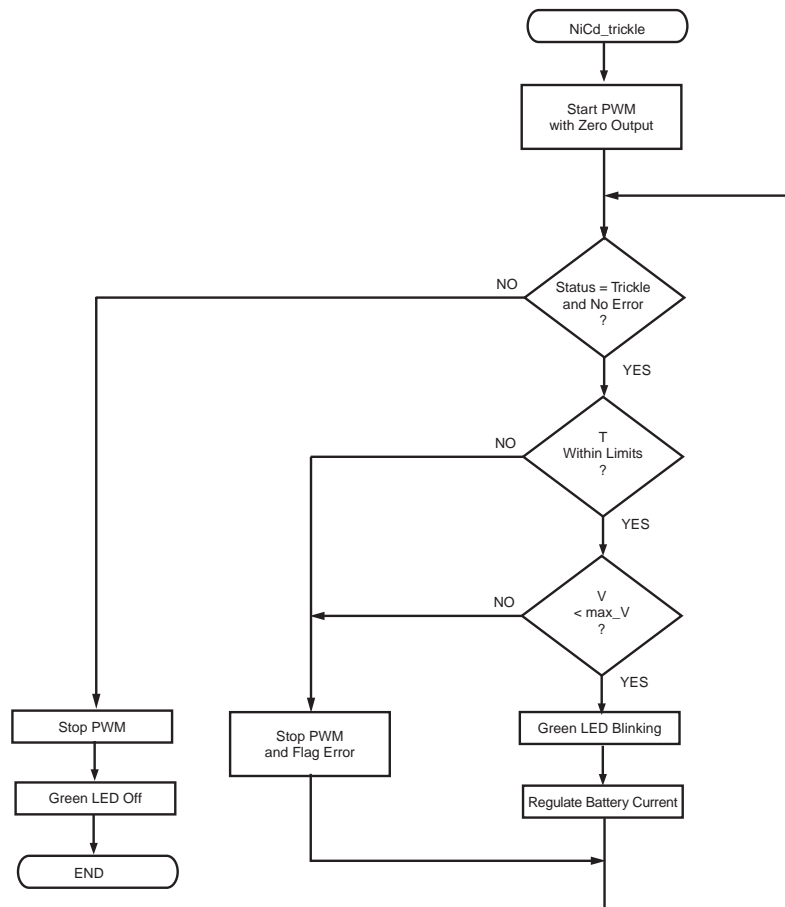 NiCd_trickle
Start PWM
with Zero Output
NO
Status = Trickle
and No Error
?
YES
NO
T
Within Limits
?
YES
NO
V
< max_V
?
YES
Stop PWM
Stop PWM
and Flag Error
Green LED Blinking
Green LED Off
Regulate Battery Current
END